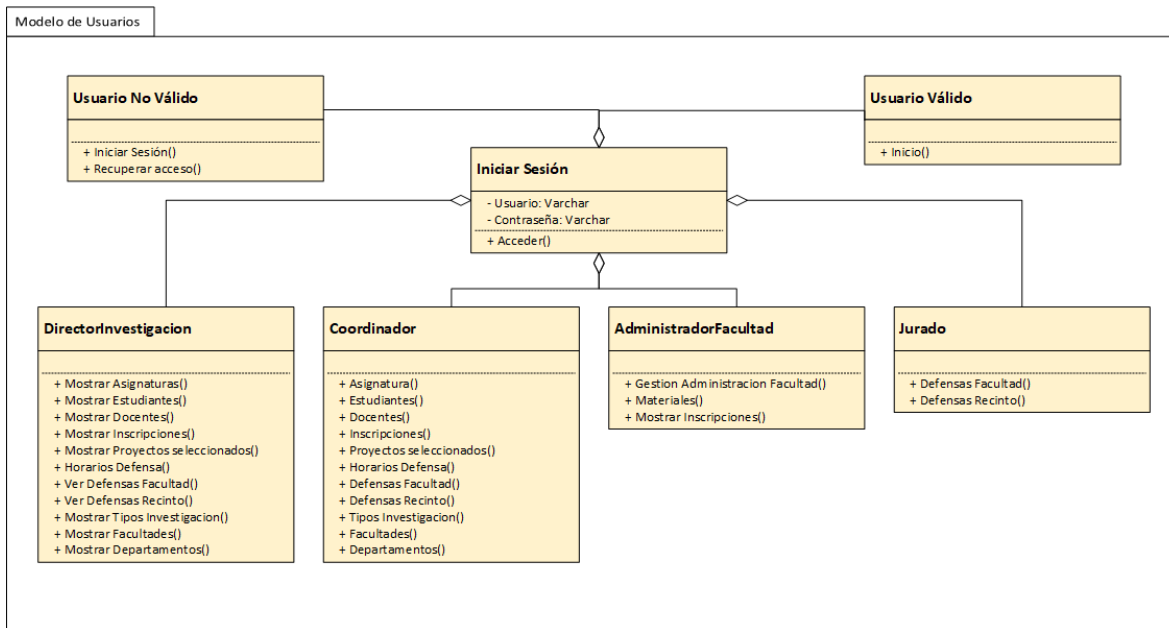 Modelo de Usuarios
Usuario No Válido
+ Iniciar Sesión()
+ Recuperar acceso()
Usuario Válido
+ Inicio()
Iniciar Sesión
- Usuario: Varchar
- Contraseña: Varchar
+ Acceder()
DirectorInvestigacion
+ Mostrar Asignaturas()
+ Mostrar Estudiantes()
+ Mostrar Docentes()
+ Mostrar Inscripciones()
+ Mostrar Proyectos seleccionados()
+ Horarios Defensa()
+ Ver Defensas Facultad()
+ Ver Defensas Recinto()
+ Mostrar Tipos Investigacion()
+ Mostrar Facultades()
+ Mostrar Departamentos()
Coordinador
+ Asignatura()
+ Estudiantes()
+ Docentes()
+ Inscripciones()
+ Proyectos seleccionados()
+ Horarios Defensa()
+ Defensas Facultad()
+ Defensas Recinto()
+ Tipos Investigacion()
+ Facultades()
+ Departamentos()
AdministradorFacultad
+ Gestion Administracion Facultad()
+ Materiales()
+ Mostrar Inscripciones()
Jurado
+ Defensas Facultad()
+ Defensas Recinto()